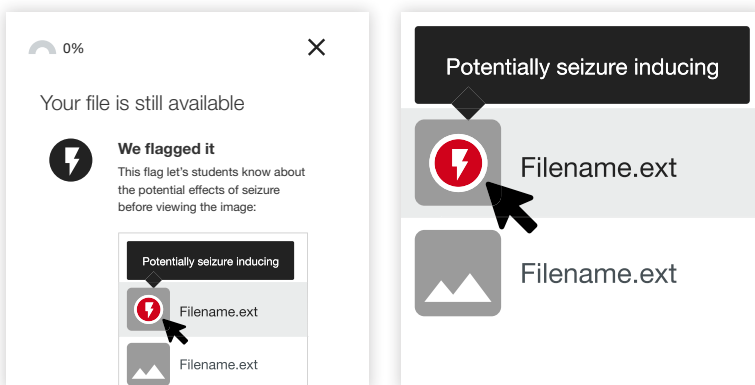 0%
Your file is still available
We flagged it
This flag let's students know about
the potential effects of seizure
before viewing the image:
Potentially seizure inducing
Filename.ext
Filename.ext
Potentially seizure inducing
Filename.ext
Filename.ext